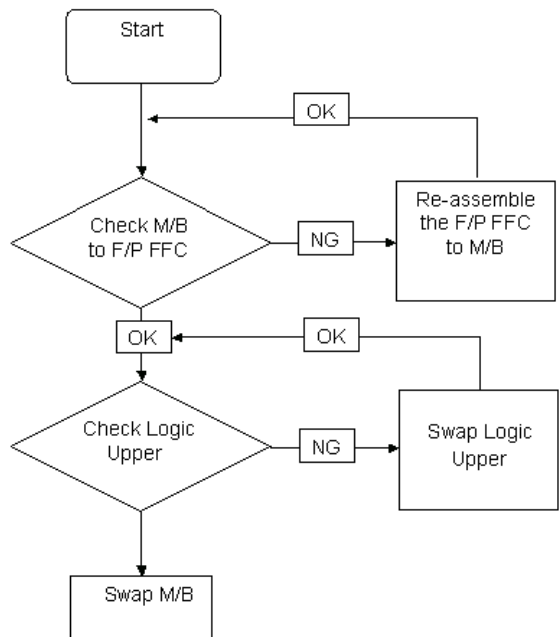 Start
OK
Check M/B
to F/P FFC
NG
Re-assemble
the F/P FFC
to M/B
OK
OK
Check Logic
Upper
NG
Swap Logic
Upper
Swap M/B